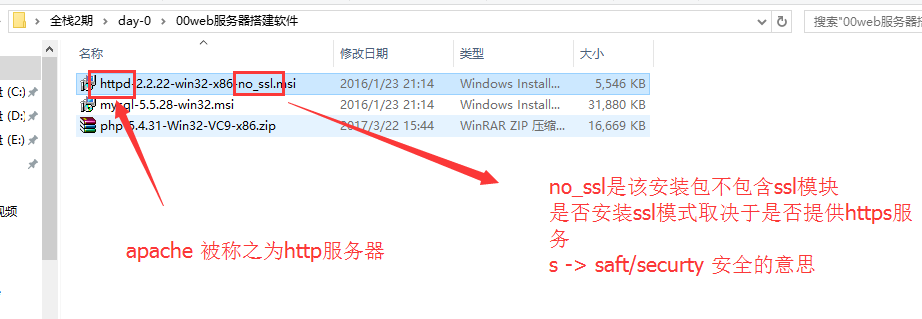 全栈2期 › day-0 › 00web服务器搭建软件
搜索"00web服务器搭
名称 修改日期 类型 大小
httpd-2.2.22-win32-x86-no_ssl.msi 2016/1/23 21:14 Windows Install... 5,546 KB
mysql-5.5.28-win32.msi 2016/1/23 21:14 Windows Install... 31,880 KB
php-5.4.31-Win32-VC9-x86.zip 2017/3/22 15:44 WinRAR ZIP 压缩... 16,669 KB
(C:)
(D:)
(E:)
视频
no_ssl是该安装包不包含ssl模块
是否安装ssl模式取决于是否提供https服
务
s -> saft/securty 安全的意思
apache 被称之为http服务器